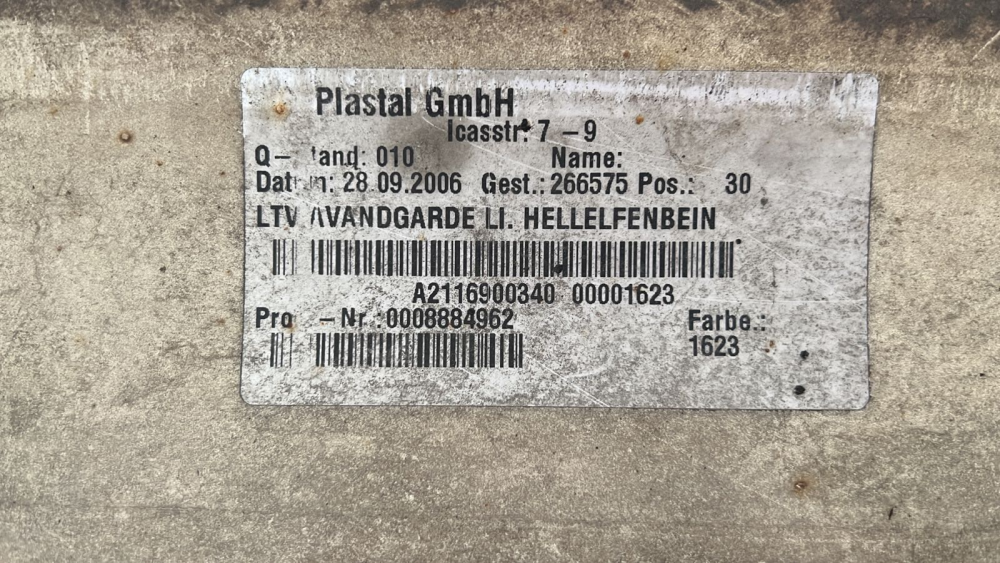 Plastal GmbH
Icasstr. 7 – 9
Q– tand: 010 Name:
Dat m: 28 09.2006 Gest.: 266575 Pos.: 30
LTV AVANDGARDE LI. HELLELFENBEIN
A2116900340 00001623
Pro –Nr.:0008884962 Farbe.:
1623